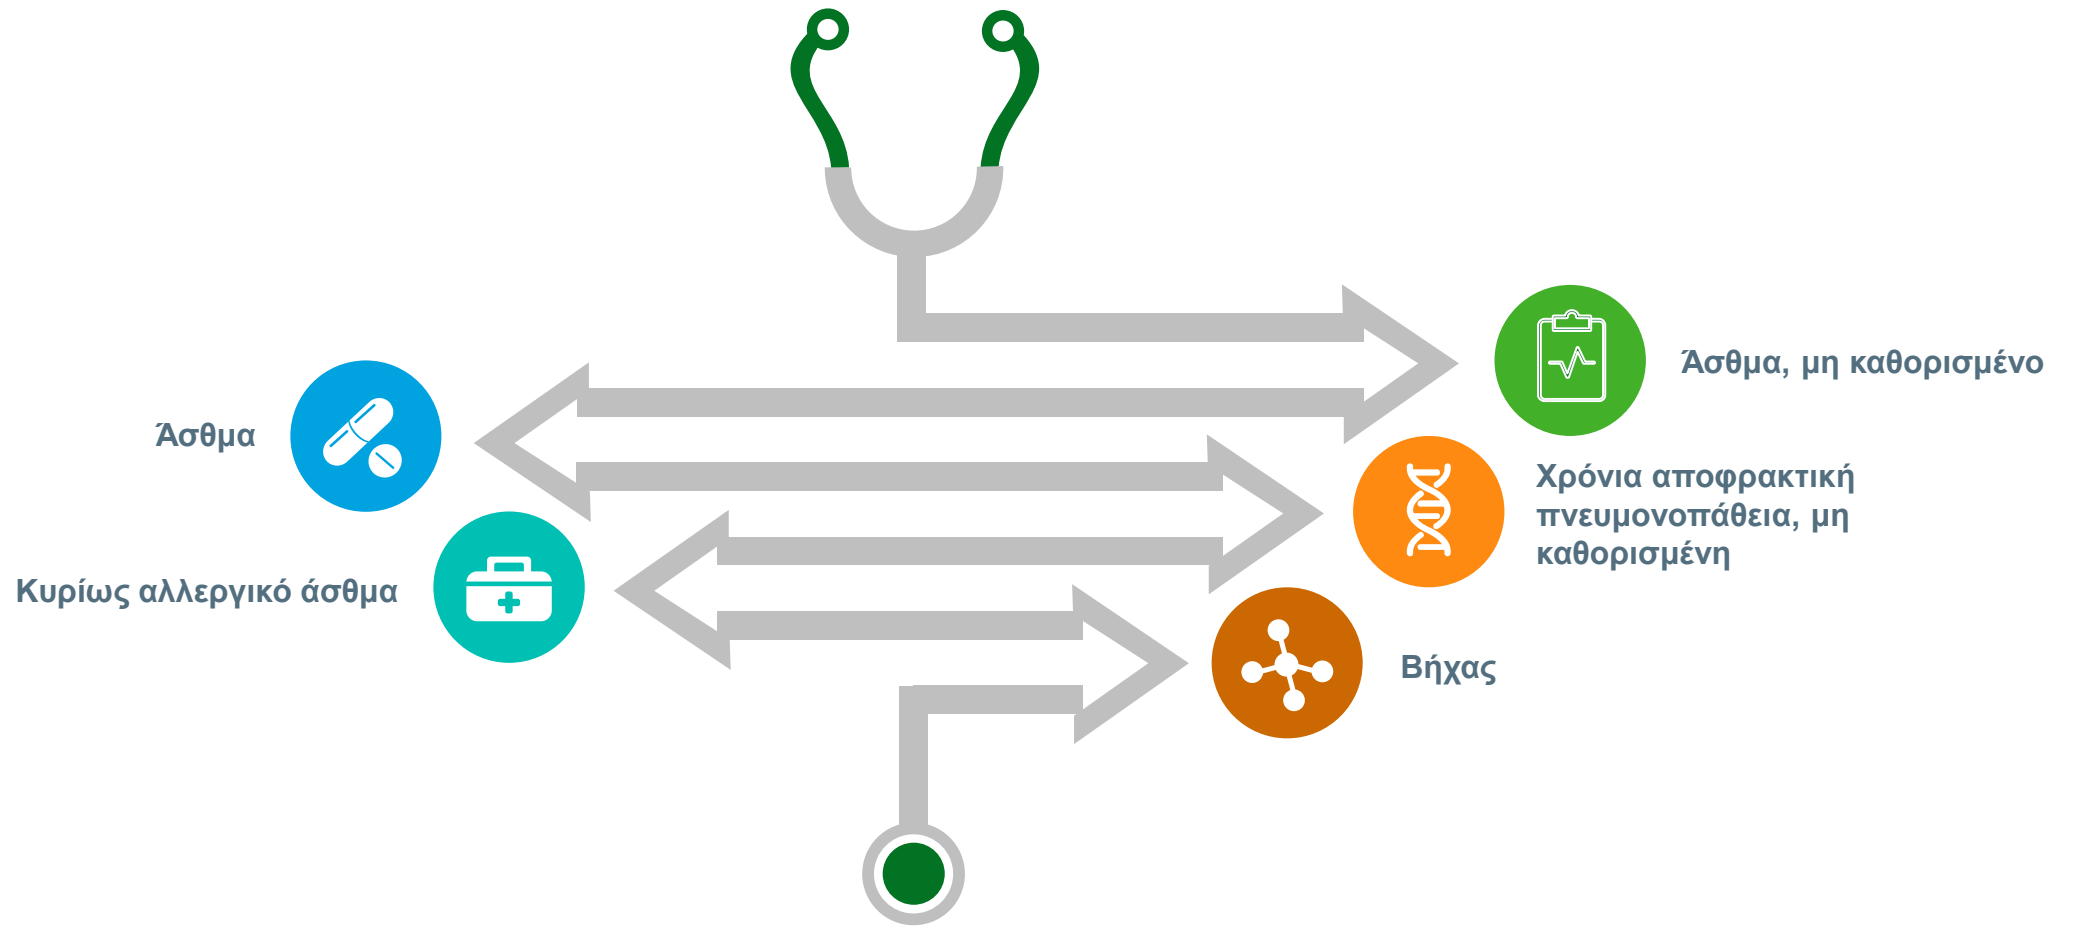 Άσθμα, μη καθορισμένο
Άσθμα
Χρόνια αποφρακτική
πνευμονοπάθεια, μη
καθορισμένη
Κυρίως αλλεργικό άσθμα
Βήχας